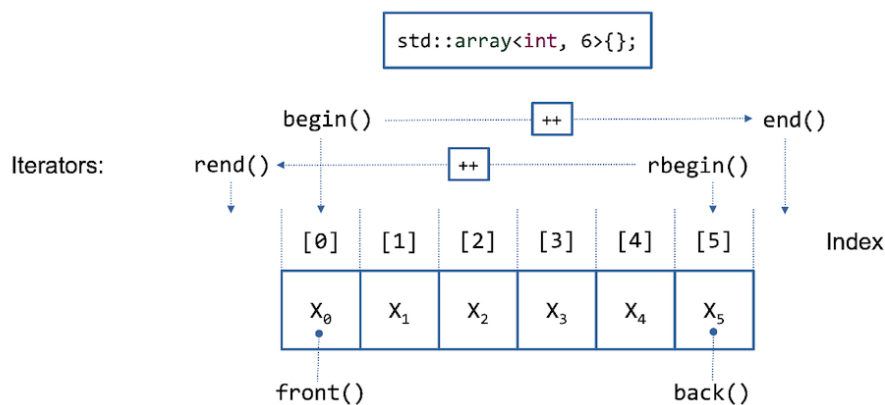 std::array<int, 6>{};
begin() ++ end()
Iterators: rend() ++ rbegin()
[0] [1] [2] [3] [4] [5] Index
X₀ X₁ X₂ X₃ X₄ X₅
front() back()